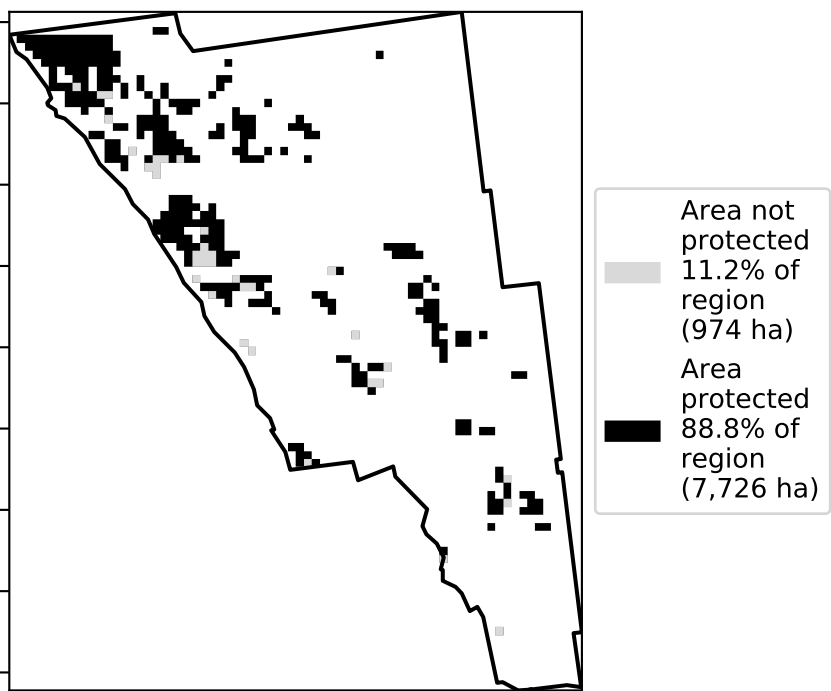 Area not
protected
11.2% of
region
(974 ha)
Area
protected
88.8% of
region
(7,726 ha)